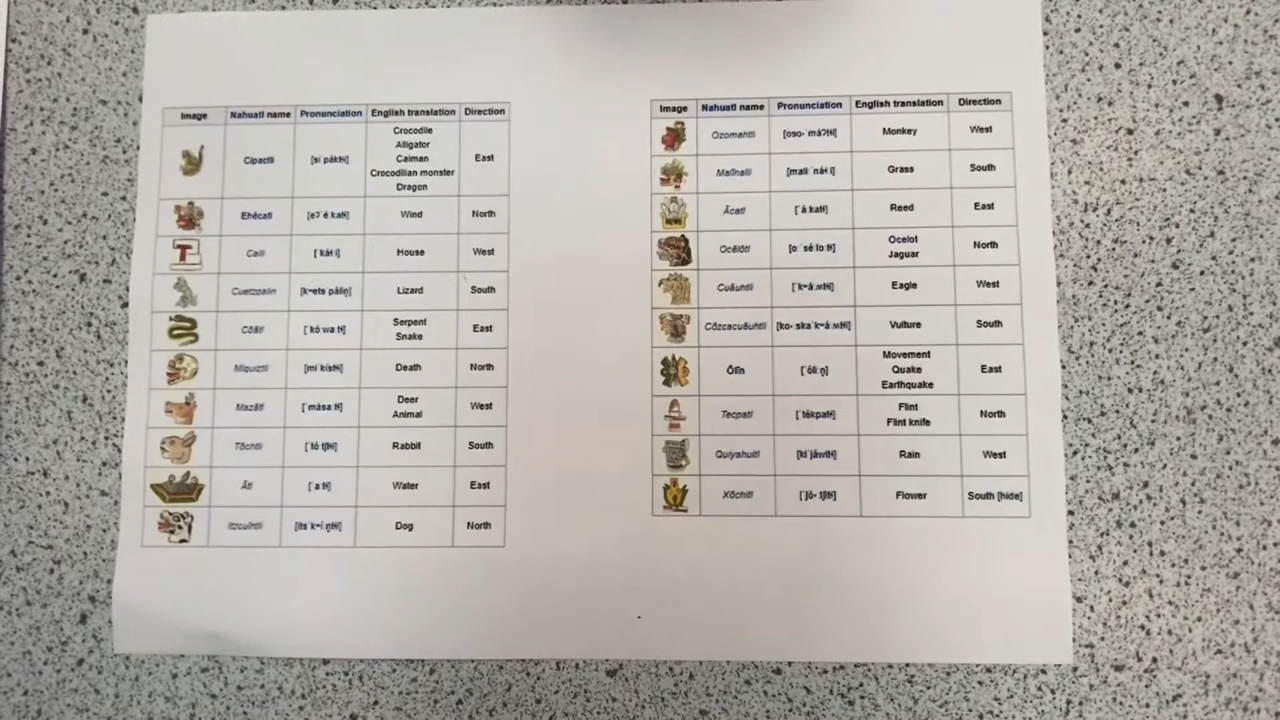 Image Nahuatl name Pronunciation English translation Direction
Crocodile
Alligator
Cipactli Caiman East
Crocodilian monster
Dragon
Ehēcatl Wind North
Calli House West
Cuetzpalin Lizard South
Cōātl Serpent East
Snake
Miquiztli Death North
Mazātl Deer West
Animal
Tōchtli Rabbit South
Ātl Water East
Itzcuīntli Dog North
Image Nahuatl name Pronunciation English translation Direction
Ozomahtli Monkey West
Malīnalli Grass South
Ācatl Reed East
Ocēlōtl Ocelot North
Jaguar
Cuāuhtli Eagle West
Cōzcacuāuhtli Vulture South
Movement
Ōlīn Quake East
Earthquake
Tecpatl Flint North
Flint knife
Quiyahuitl Rain West
Xōchitl Flower South [hide]